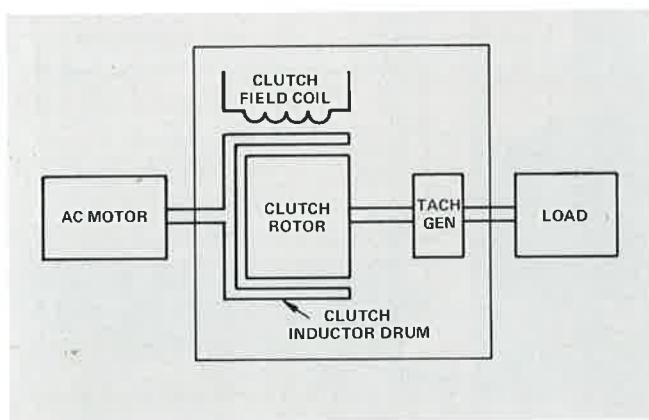 CLUTCH
FIELD COIL
AC MOTOR
CLUTCH
ROTOR
TACH
GEN
LOAD
CLUTCH
INDUCTOR DRUM